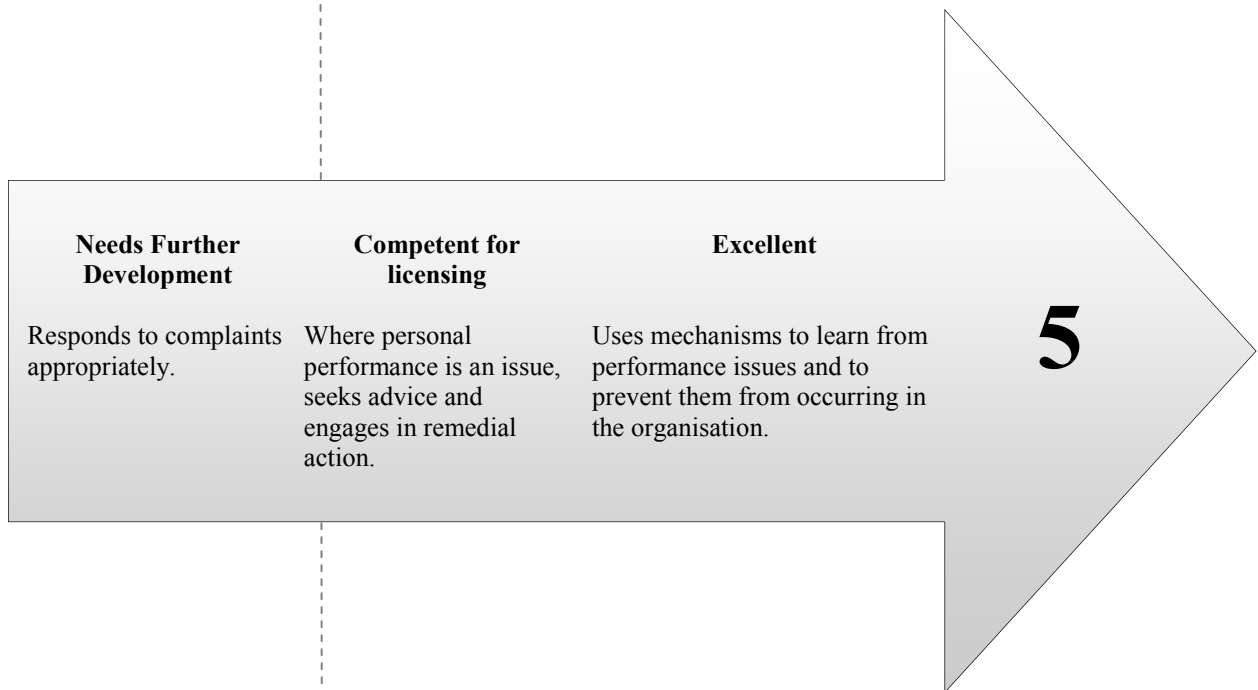 Needs Further
Development
Responds to complaints
appropriately.
Competent for
licensing
Where personal
performance is an issue,
seeks advice and
engages in remedial
action.
Excellent
Uses mechanisms to learn from
performance issues and to
prevent them from occurring in
the organisation.
5